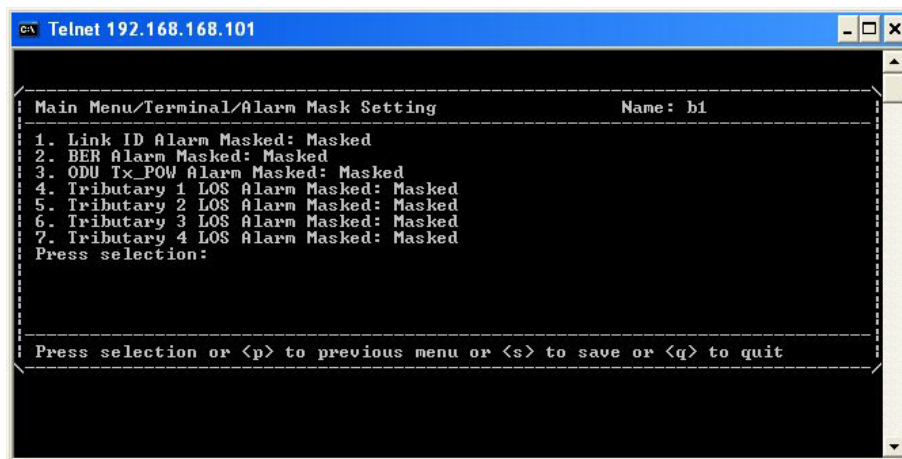 Telnet 192.168.168.101
Main Menu/Terminal/Alarm Mask Setting Name: b1
1. Link ID Alarm Masked: Masked
2. BER Alarm Masked: Masked
3. ODU Tx_POW Alarm Masked: Masked
4. Tributary 1 LOS Alarm Masked: Masked
5. Tributary 2 LOS Alarm Masked: Masked
6. Tributary 3 LOS Alarm Masked: Masked
7. Tributary 4 LOS Alarm Masked: Masked
Press selection:
Press selection or <p> to previous menu or <s> to save or <q> to quit